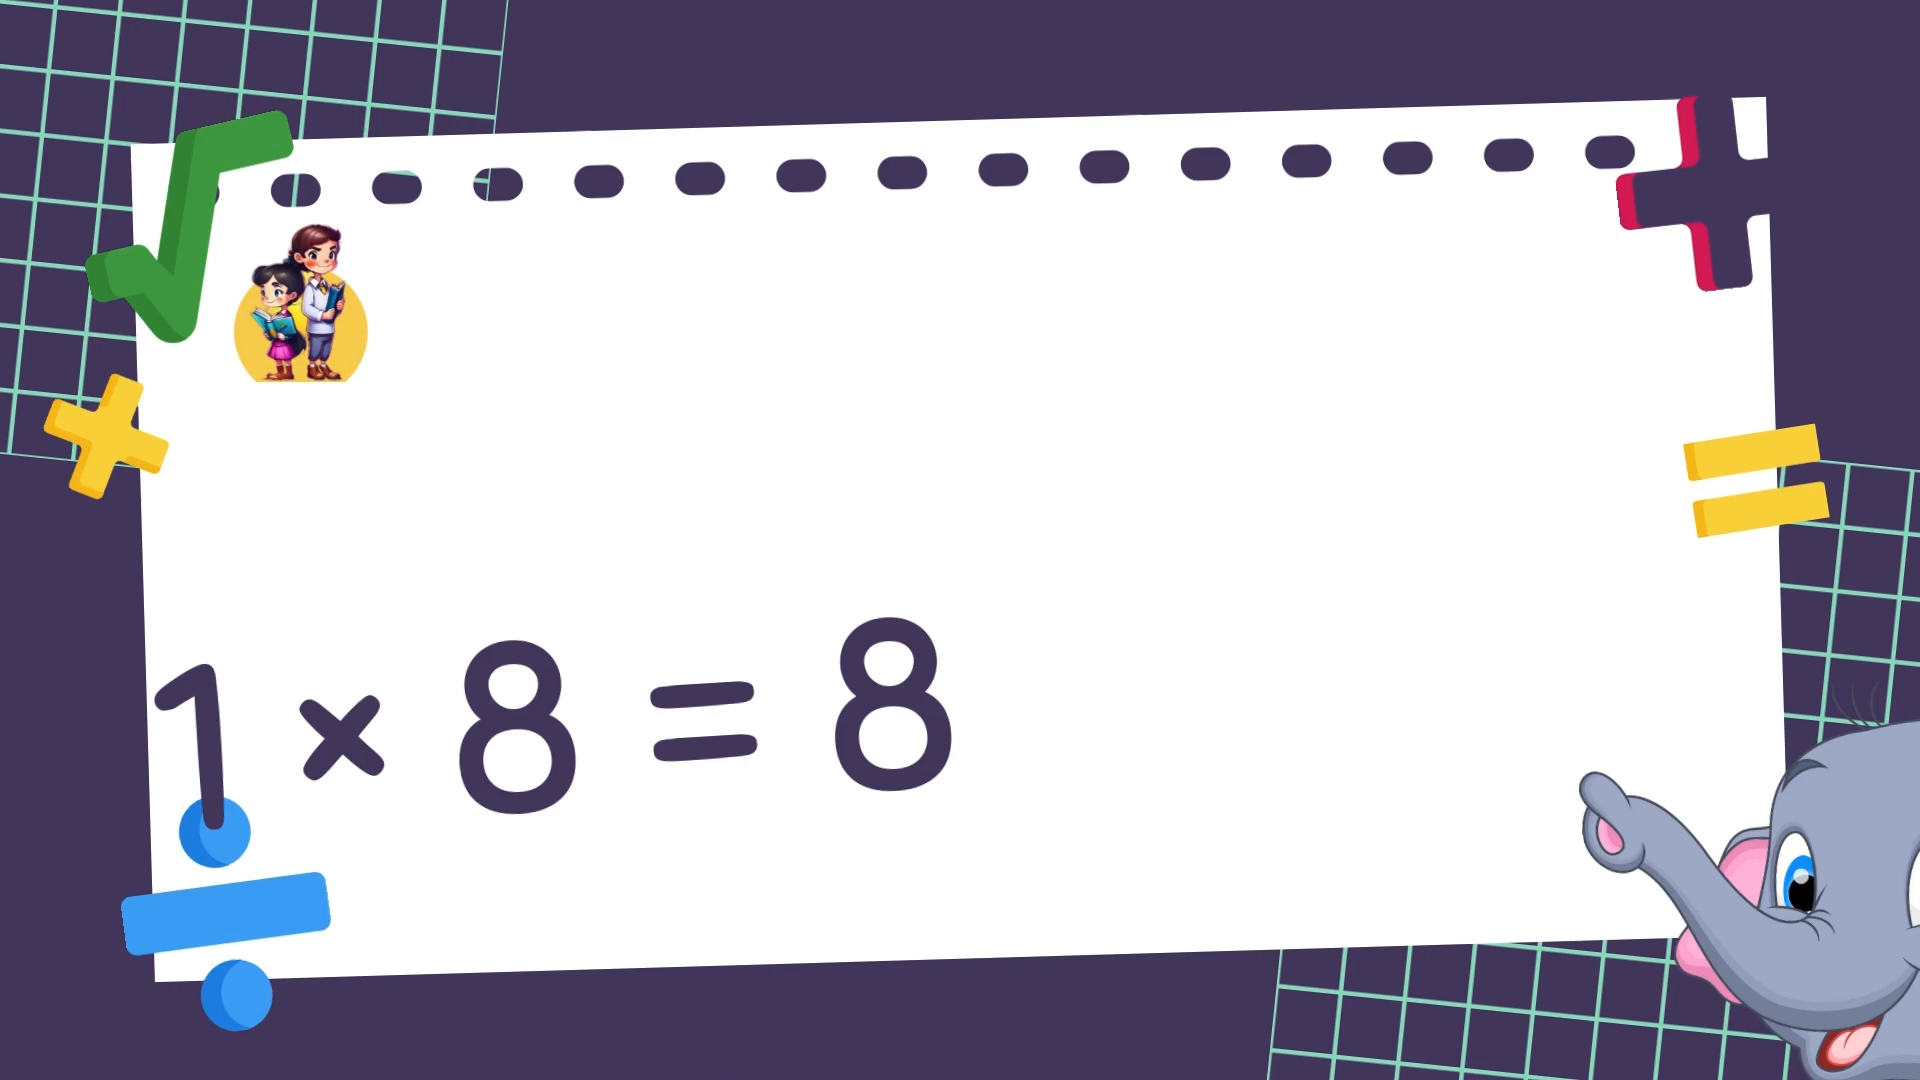 1 × 8 = 8